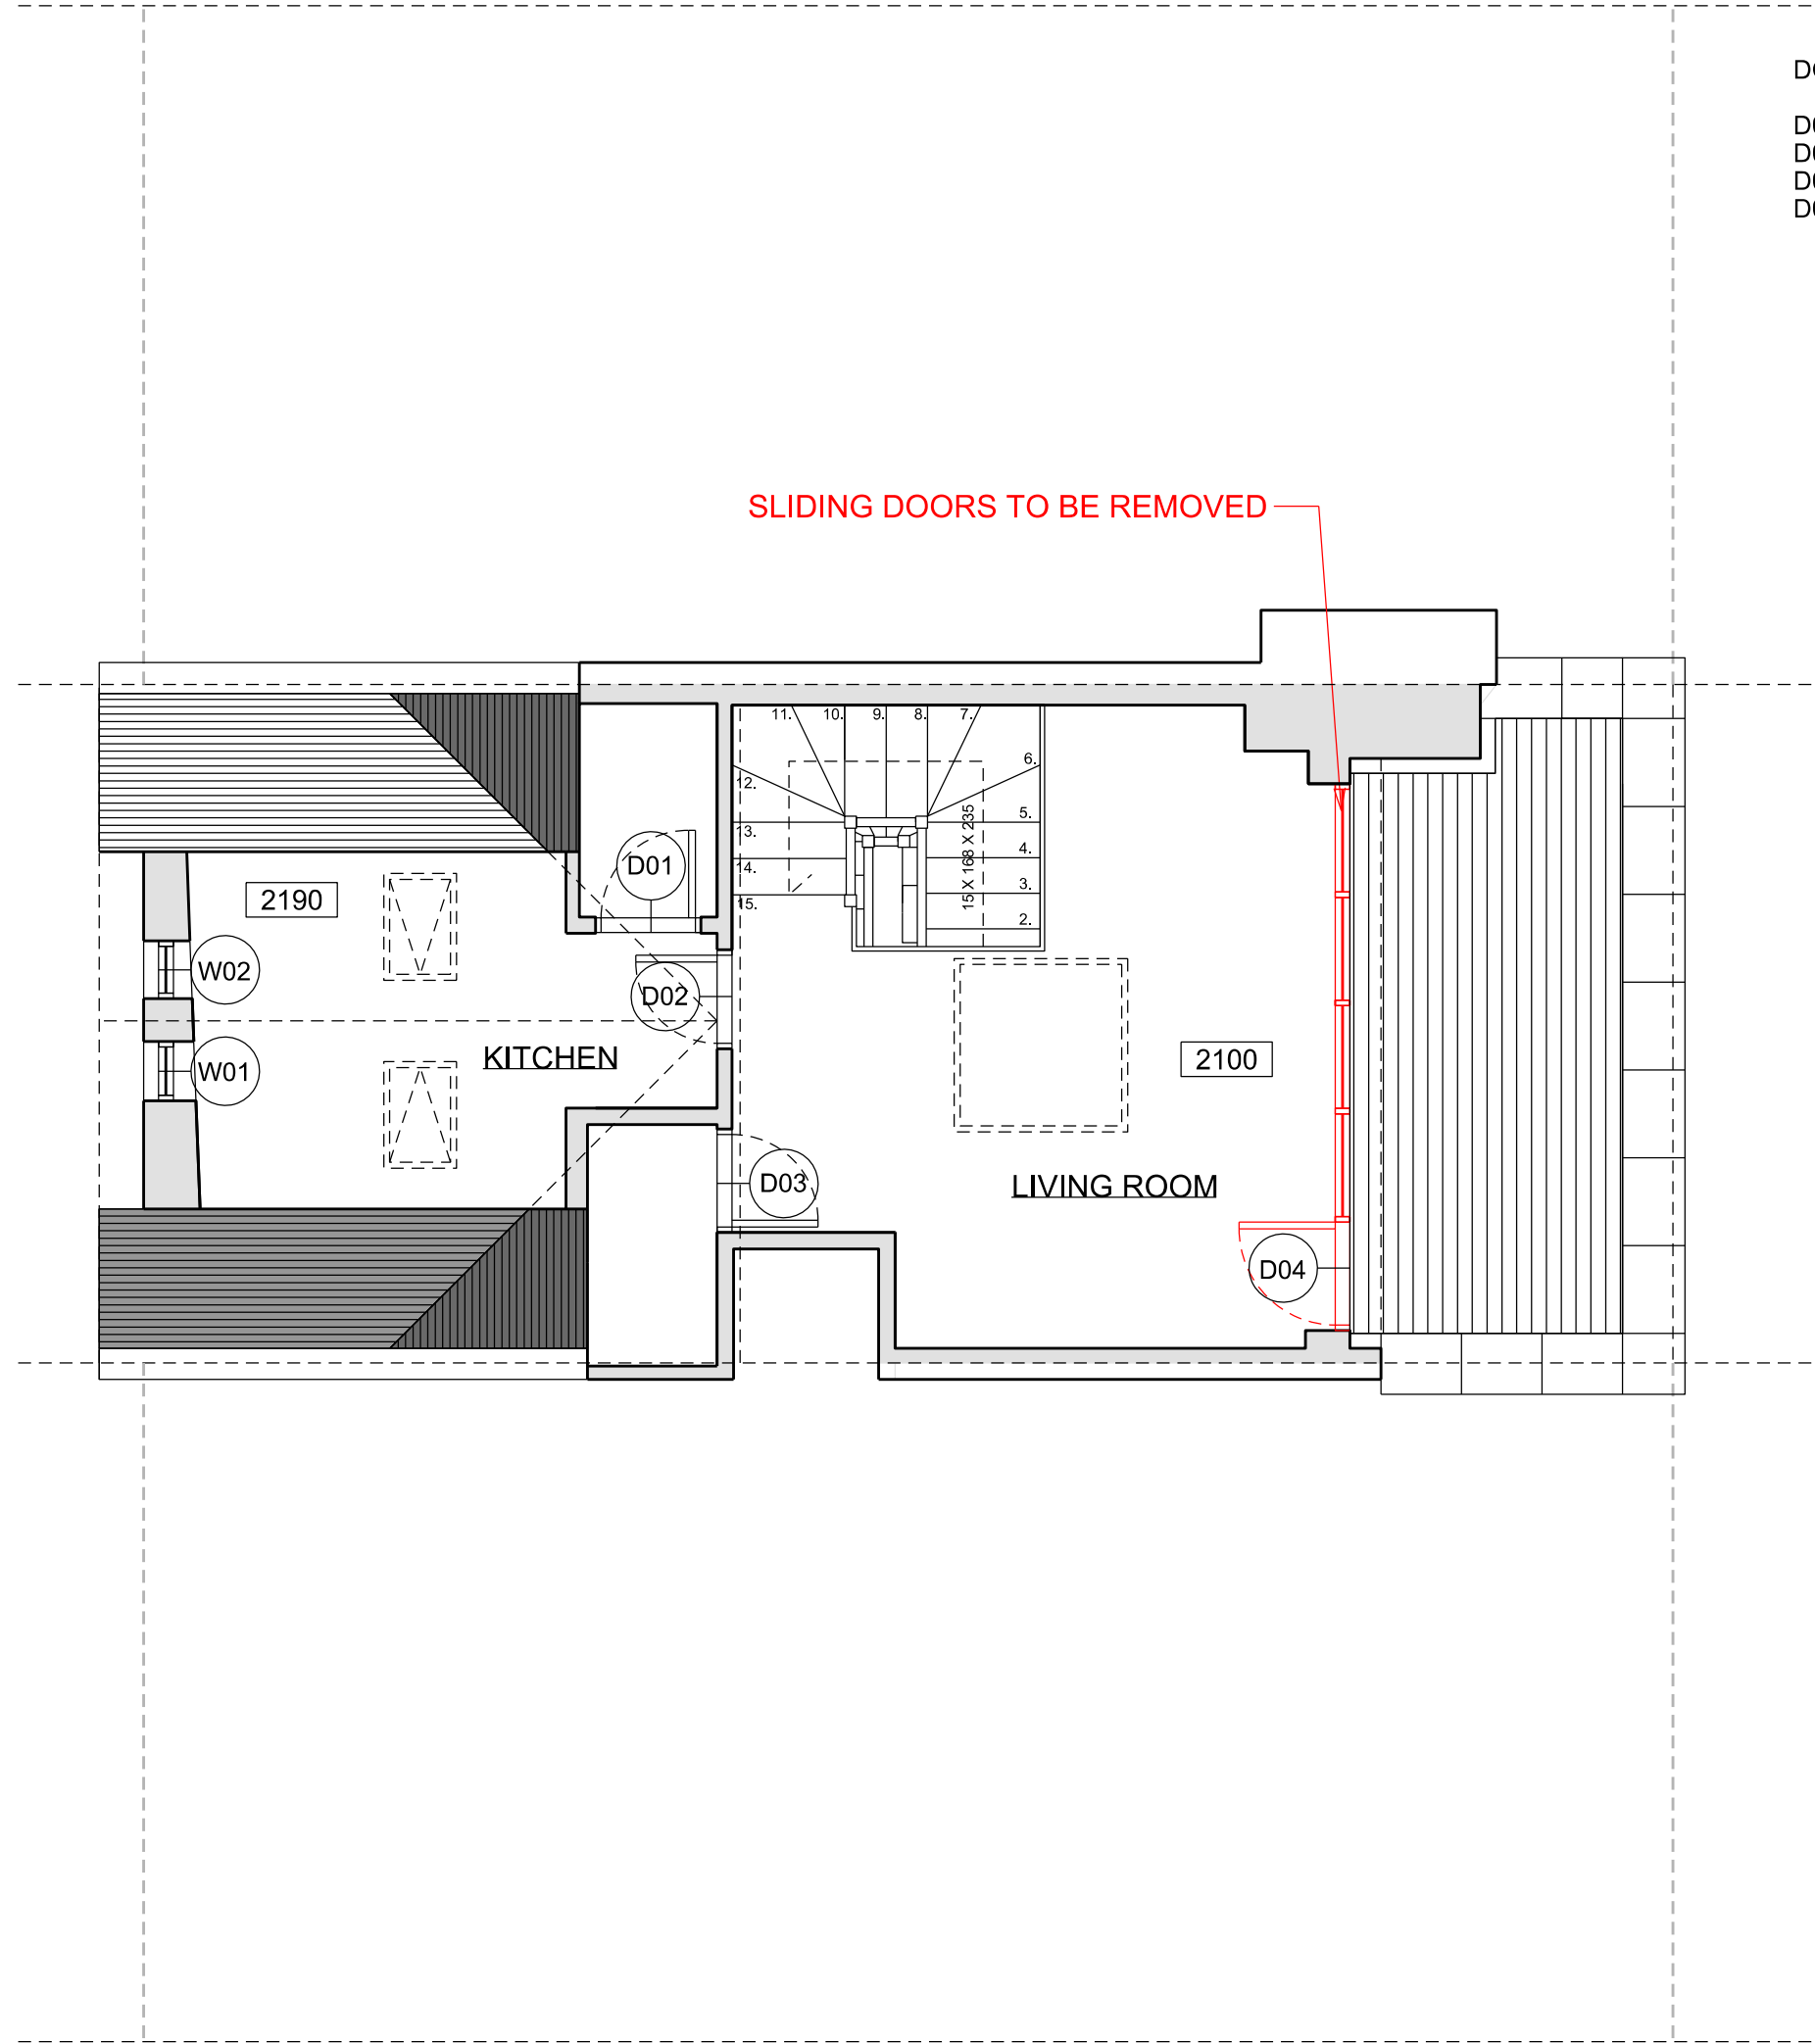 SLIDING DOORS TO BE REMOVED
11.
10.
9.
8.
7.
6.
12.
5.
13.
4.
14.
3.
15.
2.
15 X 168 X 235
D01
2190
W02
D02
KITCHEN
2100
W01
D03
LIVING ROOM
D04